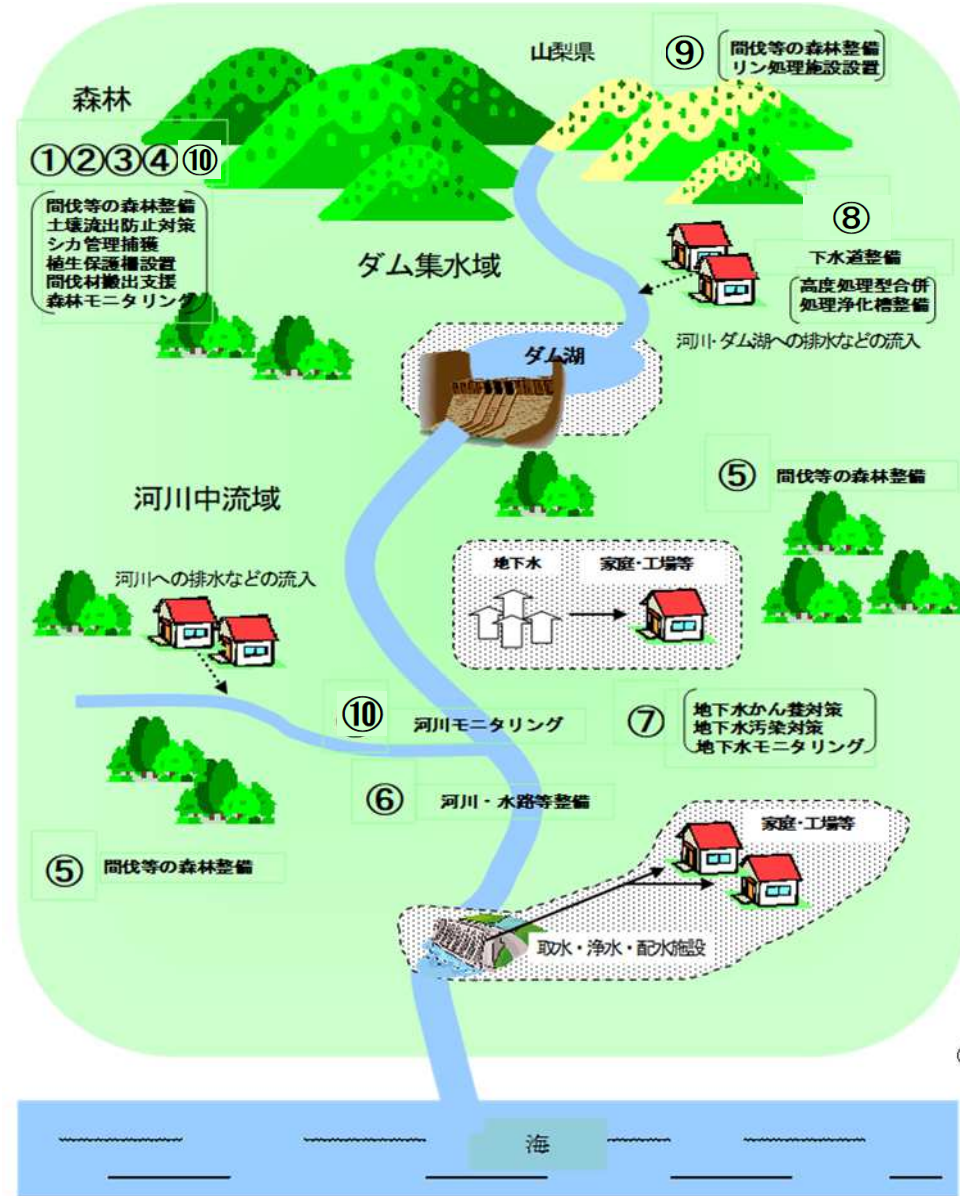 山梨県
⑨
間伐等の森林整備
リン処理施設設置
森林
①②③④⑩
間伐等の森林整備
土壌流出防止対策
シカ管理捕獲
植生保護柵設置
間伐材搬出支援
森林モニタリング
⑧
下水道整備
高度処理型合併
処理浄化槽整備
ダム集水域
河川・ダム湖への排水などの流入
ダム湖
⑤
間伐等の森林整備
河川中流域
地下水
家庭・工場等
河川への排水などの流入
⑩
河川モニタリング
⑦
地下水かん養対策
地下水汚染対策
地下水モニタリング
⑥
河川・水路等整備
家庭・工場等
⑤
間伐等の森林整備
取水・浄水・配水施設
海